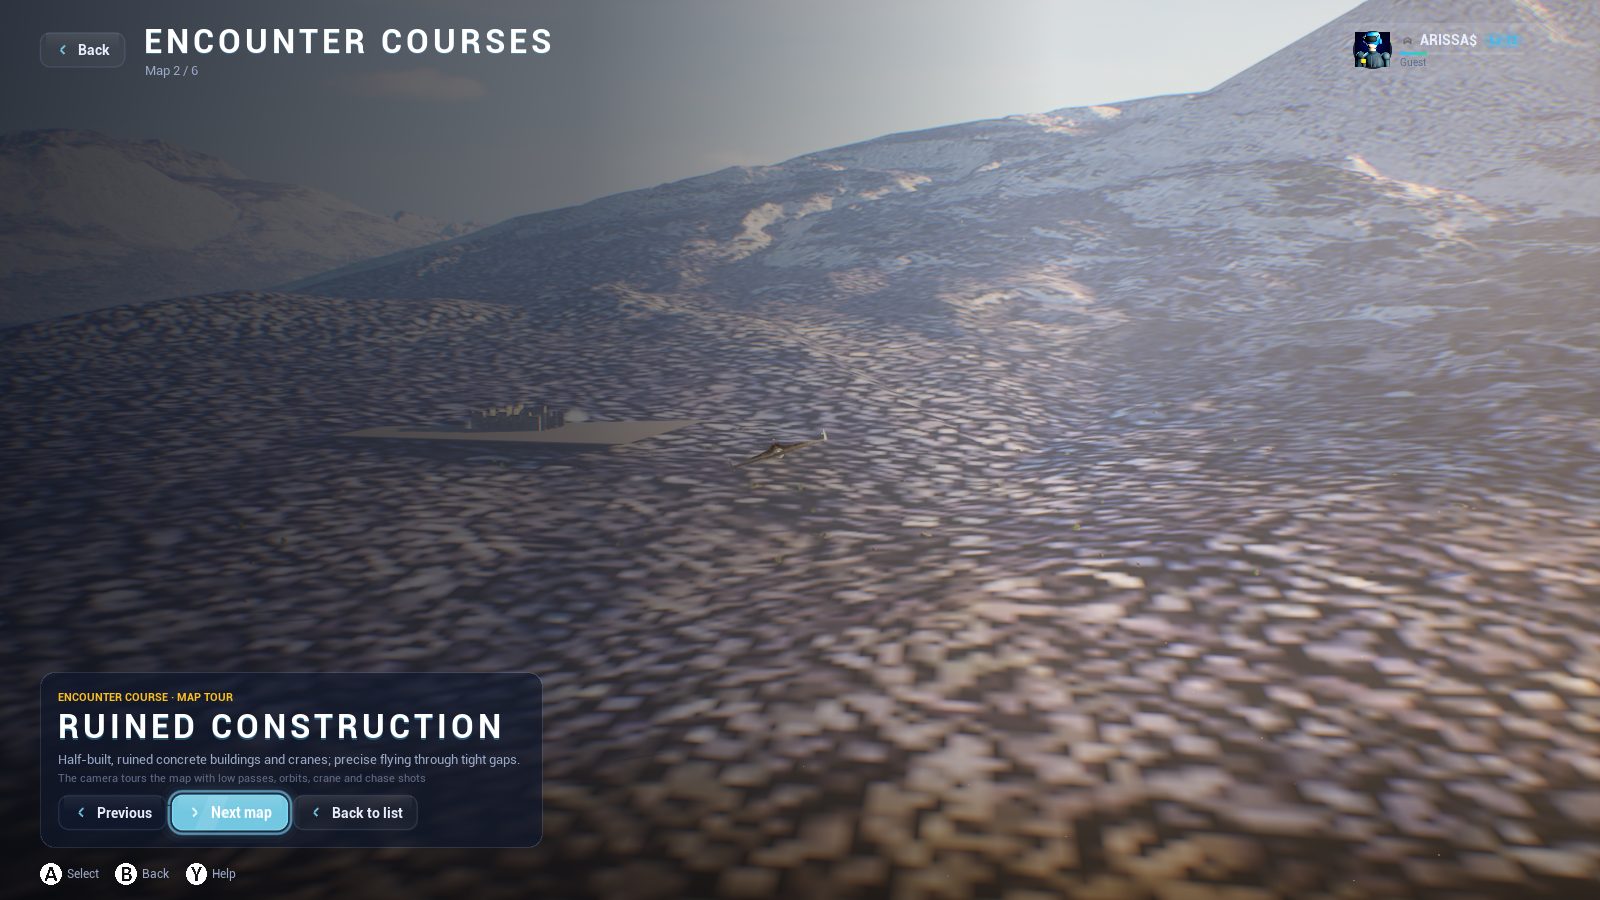 Back
ENCOUNTER COURSES
Map 2 / 6
ARISSA$
Guest
ENCOUNTER COURSE · MAP TOUR
RUINED CONSTRUCTION
Half-built, ruined concrete buildings and cranes; precise flying through tight gaps.
The camera tours the map with low passes, orbits, crane and chase shots
Previous
Next map
Back to list
A Select
B Back
Y Help